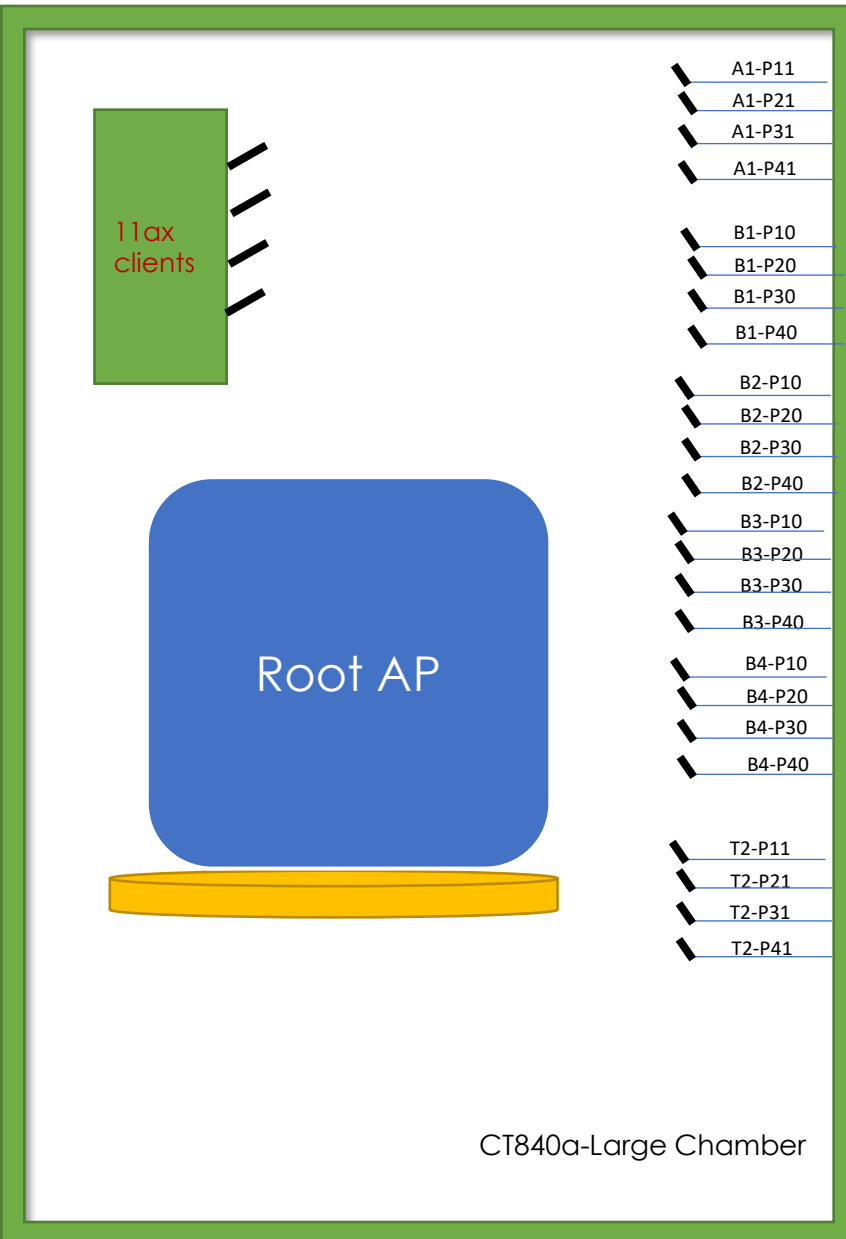 A1-P11
A1-P21
A1-P31
A1-P41
11ax
clients
B1-P10
B1-P20
B1-P30
B1-P40
B2-P10
B2-P20
B2-P30
B2-P40
B3-P10
B3-P20
B3-P30
B3-P40
Root AP
B4-P10
B4-P20
B4-P30
B4-P40
T2-P11
T2-P21
T2-P31
T2-P41
CT840a-Large Chamber